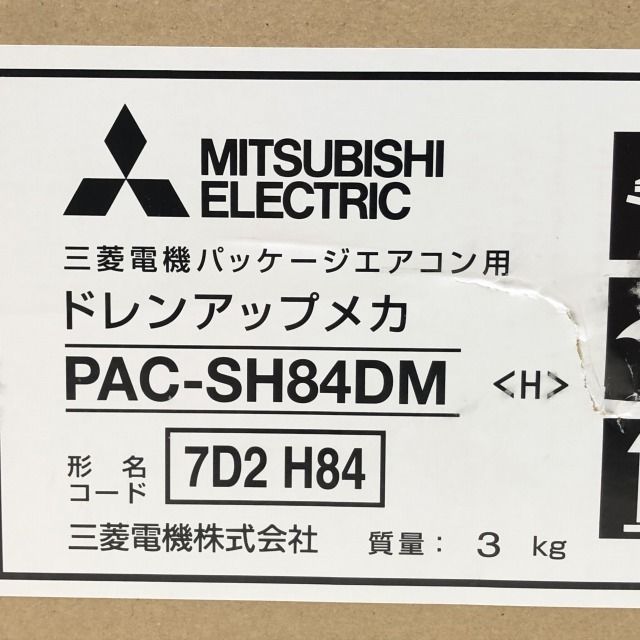 MITSUBISHI
ELECTRIC
三菱電機パッケージエアコン用
ドレンアップメカ
PAC-SH84DM <H>
形名
コード 7D2 H84
三菱電機株式会社 質量: 3 kg